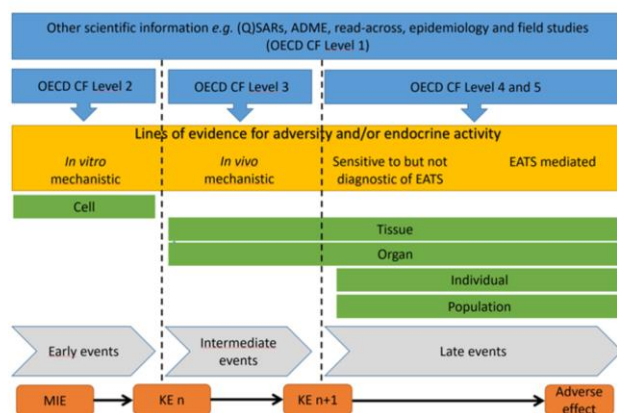 Other scientific information e.g. (Q)SARs, ADME, read-across, epidemiology and field studies
(OECD CF Level 1)
OECD CF Level 2
OECD CF Level 3
OECD CF Level 4 and 5
Lines of evidence for adversity and/or endocrine activity
In vitro
mechanistic
In vivo
mechanistic
Sensitive to but not
diagnostic of EATS
EATS mediated
Cell
Tissue
Organ
Individual
Population
Early events
Intermediate
events
Late events
MIE
KE n
KE n+1
Adverse
effect